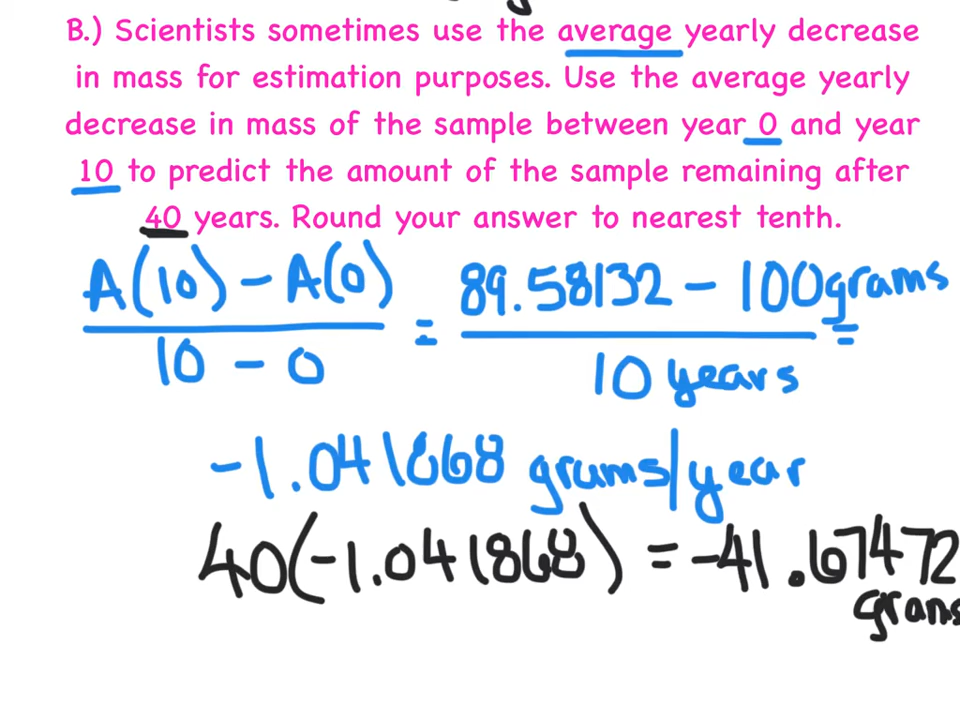 B.) Scientists sometimes use the average yearly decrease
in mass for estimation purposes. Use the average yearly
decrease in mass of the sample between year 0 and year
10 to predict the amount of the sample remaining after
40 years. Round your answer to nearest tenth.
A(10) - A(0) = 89.58132 - 100 grams =
10 - 0 10 years
-1.041868 grams/year
40(-1.041868) = -41.67472
grams